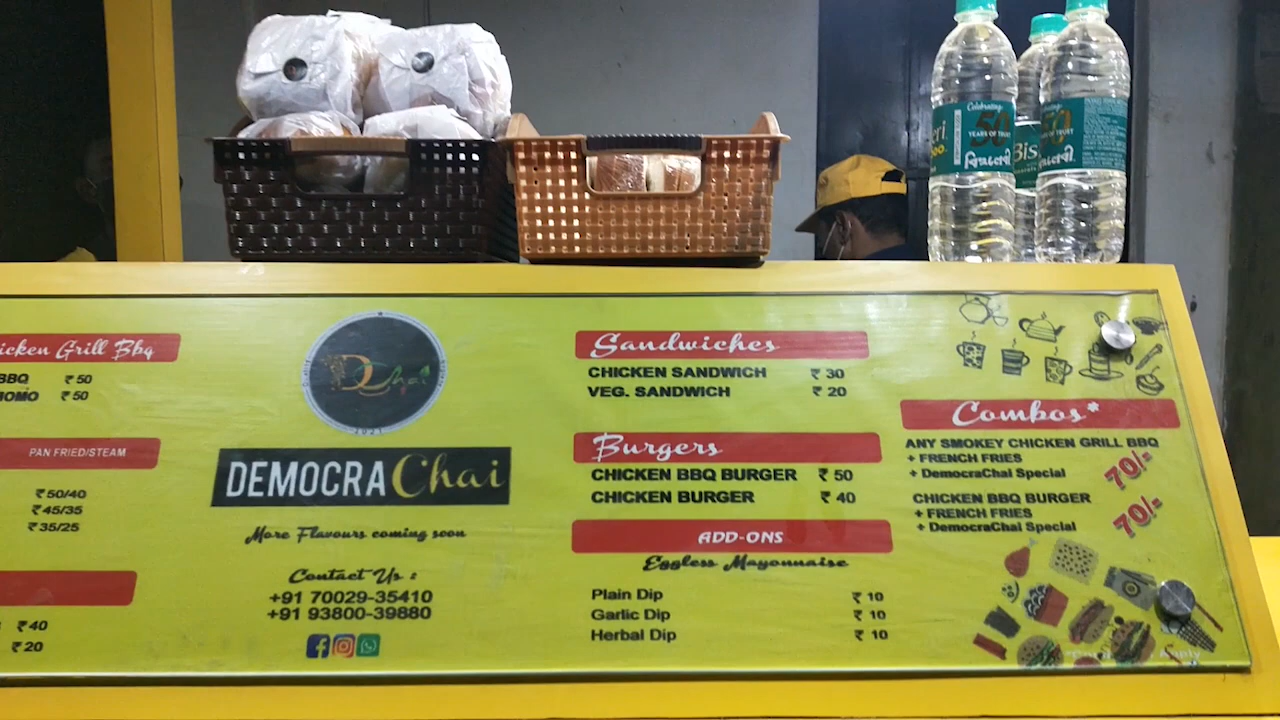 Celebrating
50
YEARS OF TRUST
Bis
icken Grill Bbq
BBQ ₹ 50
MOMO ₹ 50
PAN FRIED/STEAM
₹ 50/40
₹ 45/35
₹ 35/25
₹ 40
₹ 20
D Chai
2021
DEMOCRA Chai
More Flavours coming soon
Contact Us :
+91 70029-35410
+91 93800-39880
Sandwiches
CHICKEN SANDWICH ₹ 30
VEG. SANDWICH ₹ 20
Burgers
CHICKEN BBQ BURGER ₹ 50
CHICKEN BURGER ₹ 40
ADD-ONS
Eggless Mayonnaise
Plain Dip ₹ 10
Garlic Dip ₹ 10
Herbal Dip ₹ 10
Combos*
ANY SMOKEY CHICKEN GRILL BBQ
+ FRENCH FRIES
+ DemocraChai Special
70/-
CHICKEN BBQ BURGER
+ FRENCH FRIES
+ DemocraChai Special
70/-
Apply